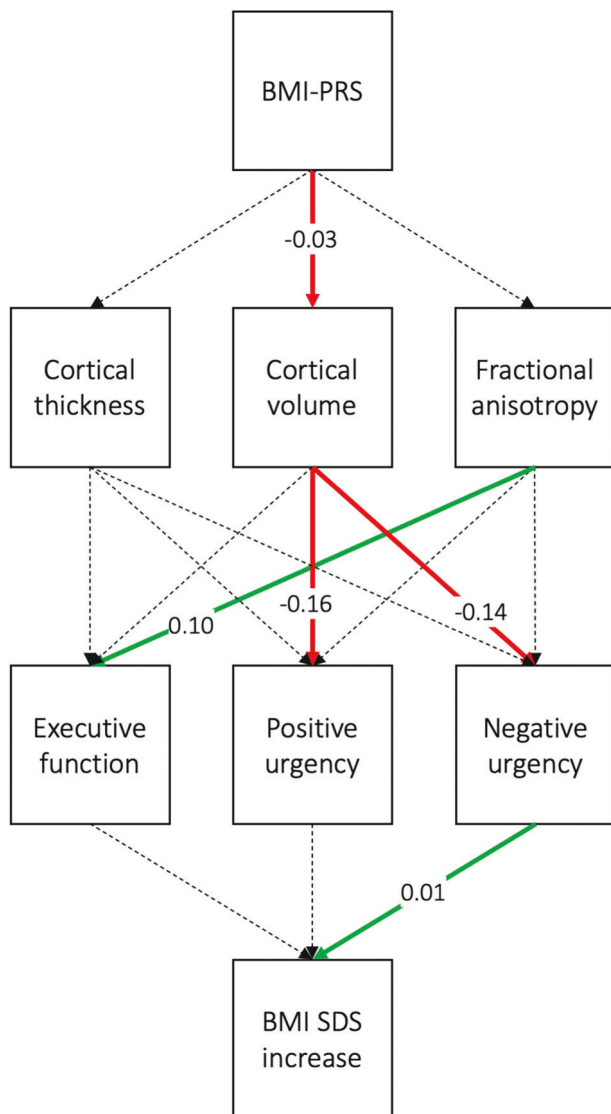 BMI-PRS
-0.03
Cortical
thickness
Cortical
volume
Fractional
anisotropy
0.10
-0.16
-0.14
Executive
function
Positive
urgency
Negative
urgency
0.01
BMI SDS
increase